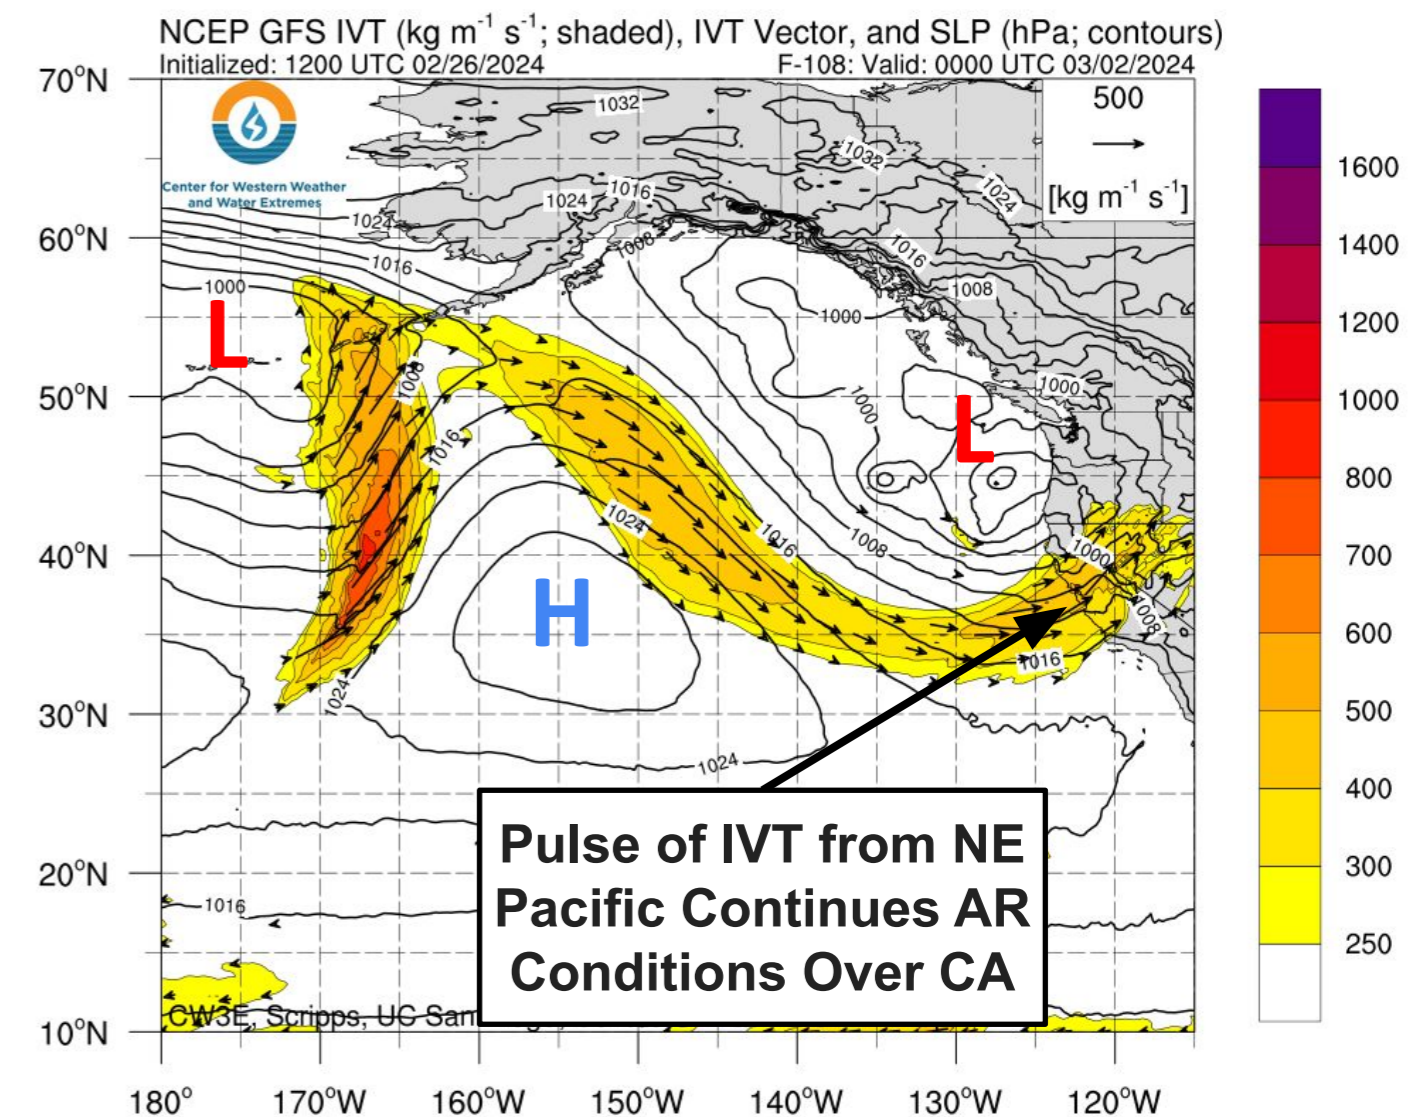 NCEP GFS IVT (kg m⁻¹ s⁻¹; shaded), IVT Vector, and SLP (hPa; contours)
Initialized: 1200 UTC 02/26/2024
F-108: Valid: 0000 UTC 03/02/2024
70°N
60°N
50°N
40°N
30°N
20°N
10°N
Center for Western Weather
and Water Extremes
500
[kg m⁻¹ s⁻¹]
1032
1032
1024
1016
1024
1024
1016
1008
1016
1000
1008
1000
L
1008
1000
1000
L
1016
1024
1016
1008
1000
H
1008
1016
1024
1024
1016
Pulse of IVT from NE
Pacific Continues AR
Conditions Over CA
CW3E, Scripps, UC San
180°
170°W
160°W
150°W
140°W
130°W
120°W
1600
1400
1200
1000
800
700
600
500
400
300
250